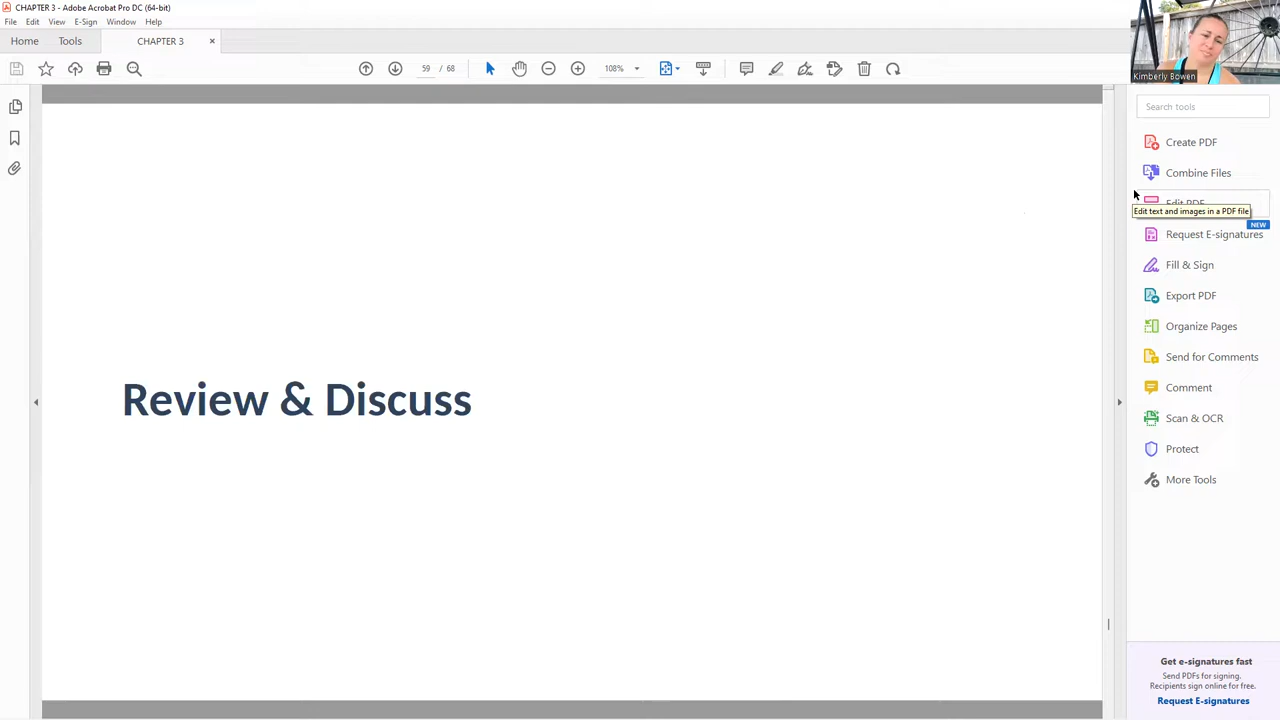 CHAPTER 3 - Adobe Acrobat Pro DC (64-bit)
File Edit View E-Sign Window Help
Home Tools CHAPTER 3 ×
59 / 68 108%
Kimberly Bowen
Search tools
Create PDF
Combine Files
Edit PDF
Edit text and images in a PDF file
NEW
Request E-signatures
Fill & Sign
Export PDF
Organize Pages
Send for Comments
Comment
Scan & OCR
Protect
More Tools
Review & Discuss
Get e-signatures fast
Send PDFs for signing.
Recipients sign online for free.
Request E-signatures